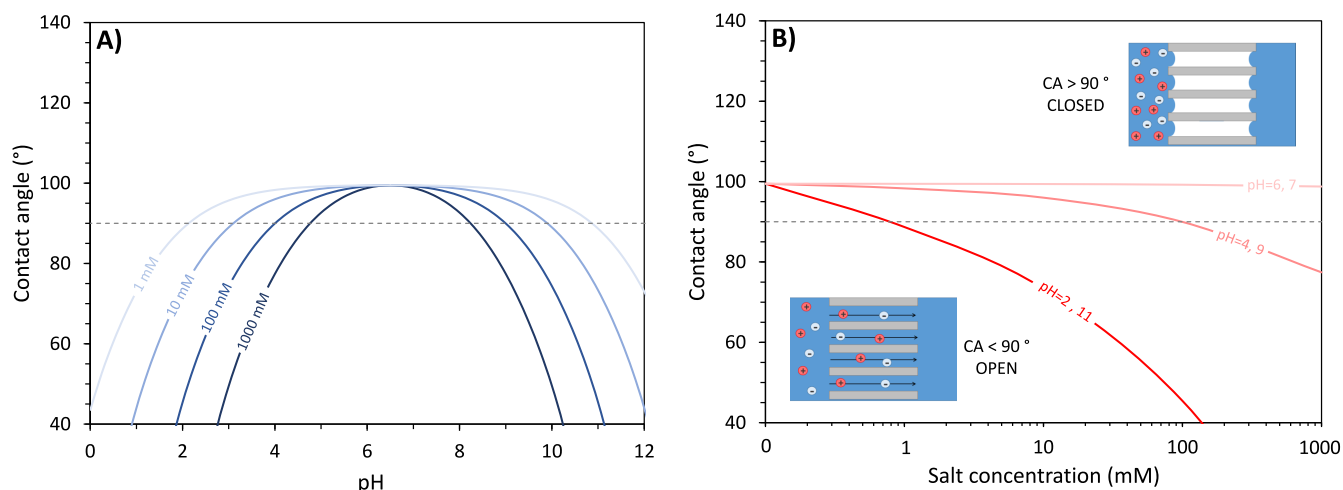 A)
Contact angle (°)
140
120
100
80
60
40
1 mM
10 mM
100 mM
1000 mM
0
2
4
6
8
10
12
pH
B)
Contact angle (°)
140
120
100
80
60
40
CA > 90 °
CLOSED
pH=6, 7
pH=4, 9
pH=2 , 11
CA < 90 °
OPEN
0
1
10
100
1000
Salt concentration (mM)